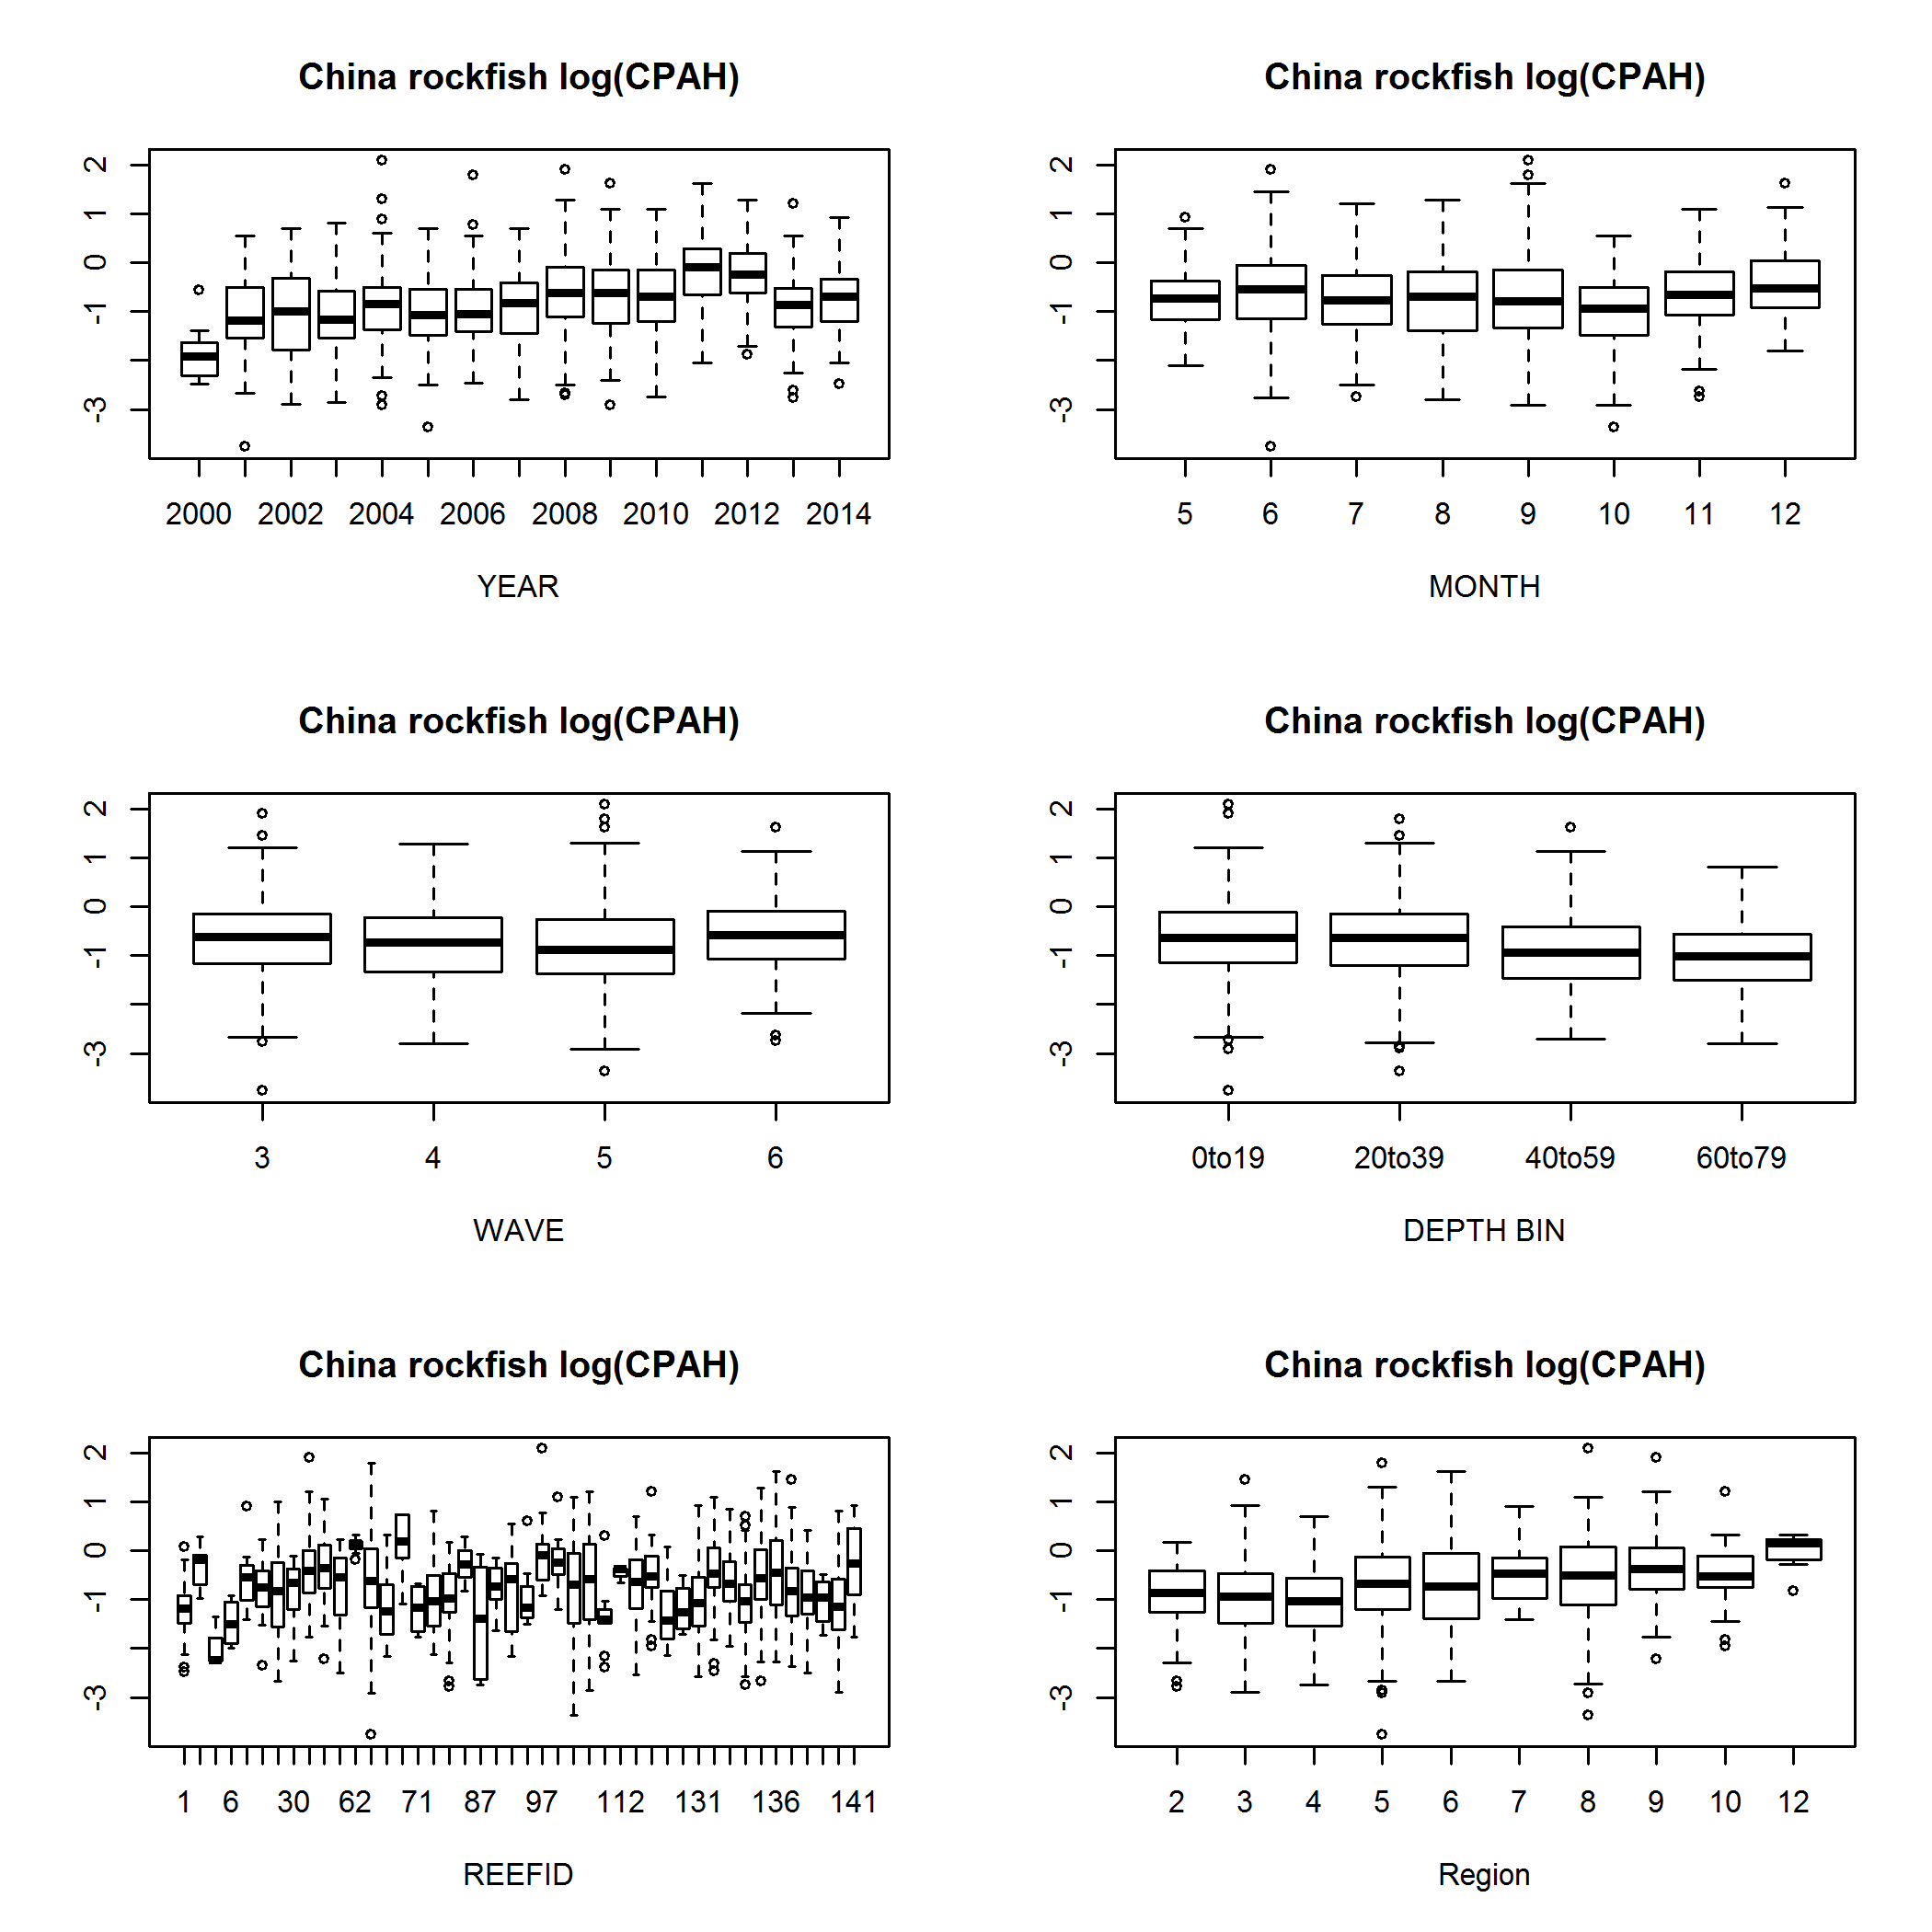 China rockfish log(CPAH)
2
1
0
-1
-3
2000 2002 2004 2006 2008 2010 2012 2014
YEAR
China rockfish log(CPAH)
2
1
0
-1
-3
5 6 7 8 9 10 11 12
MONTH
China rockfish log(CPAH)
2
1
0
-1
-3
3 4 5 6
WAVE
China rockfish log(CPAH)
2
1
0
-1
-3
0to19 20to39 40to59 60to79
DEPTH BIN
China rockfish log(CPAH)
2
1
0
-1
-3
1 6 30 62 71 87 97 112 131 136 141
REEFID
China rockfish log(CPAH)
2
1
0
-1
-3
2 3 4 5 6 7 8 9 10 12
Region